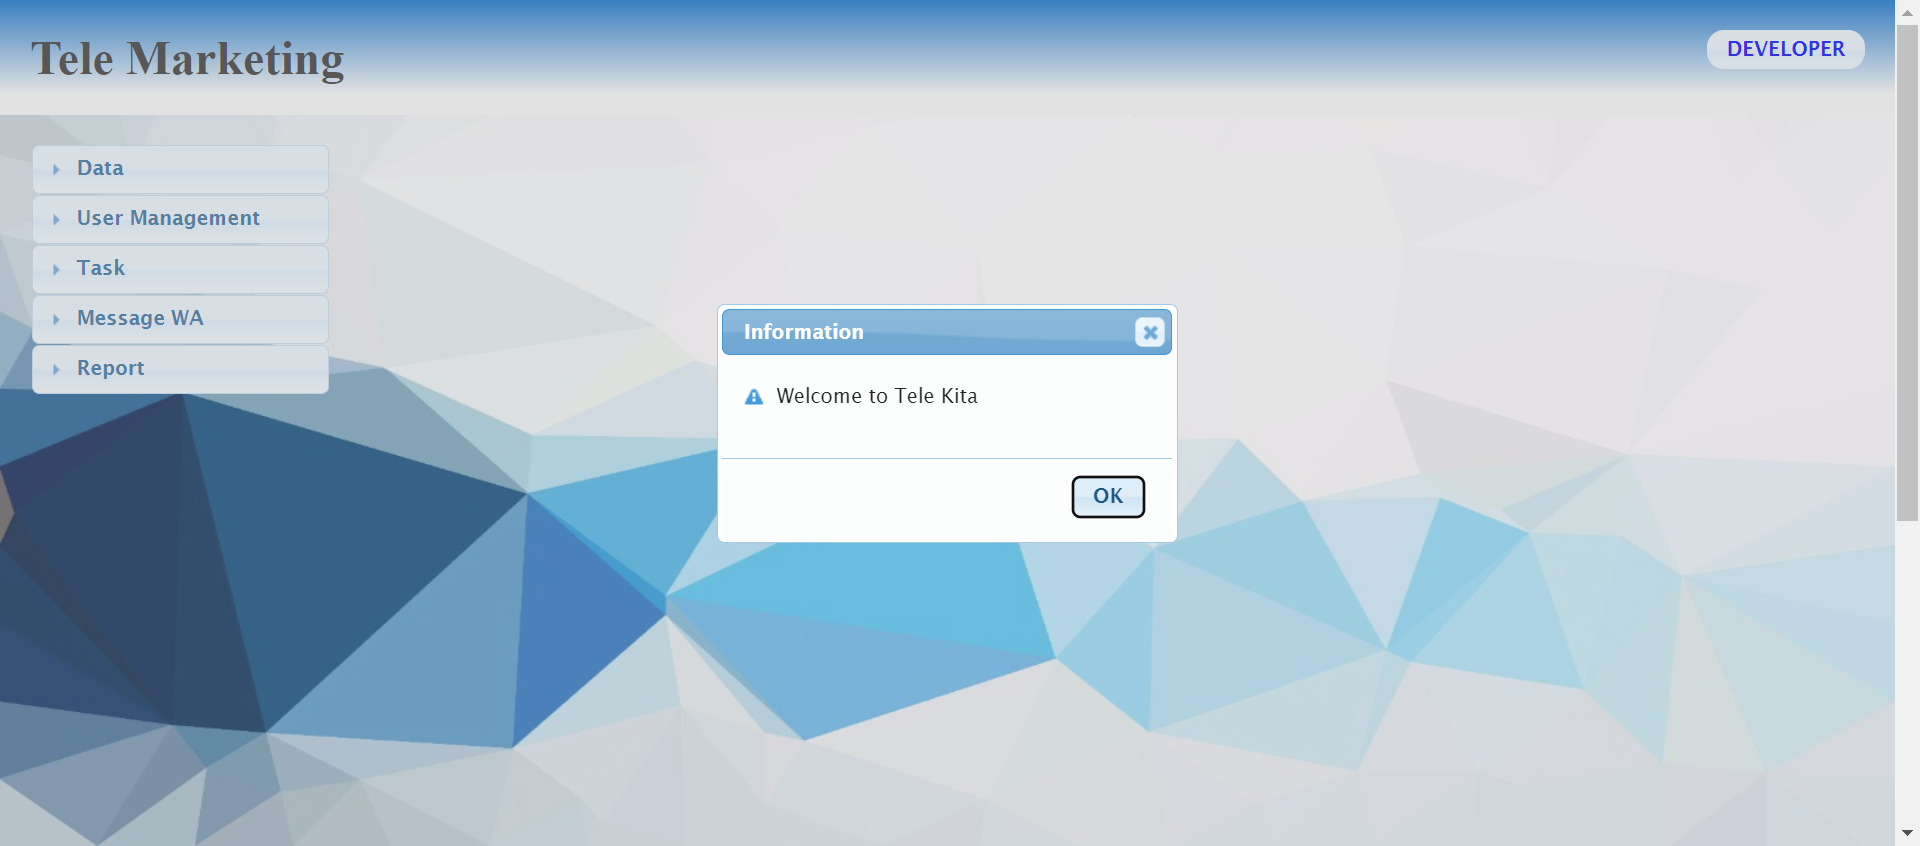 Tele Marketing
DEVELOPER
Data
User Management
Task
Message WA
Report
Information
Welcome to Tele Kita
OK